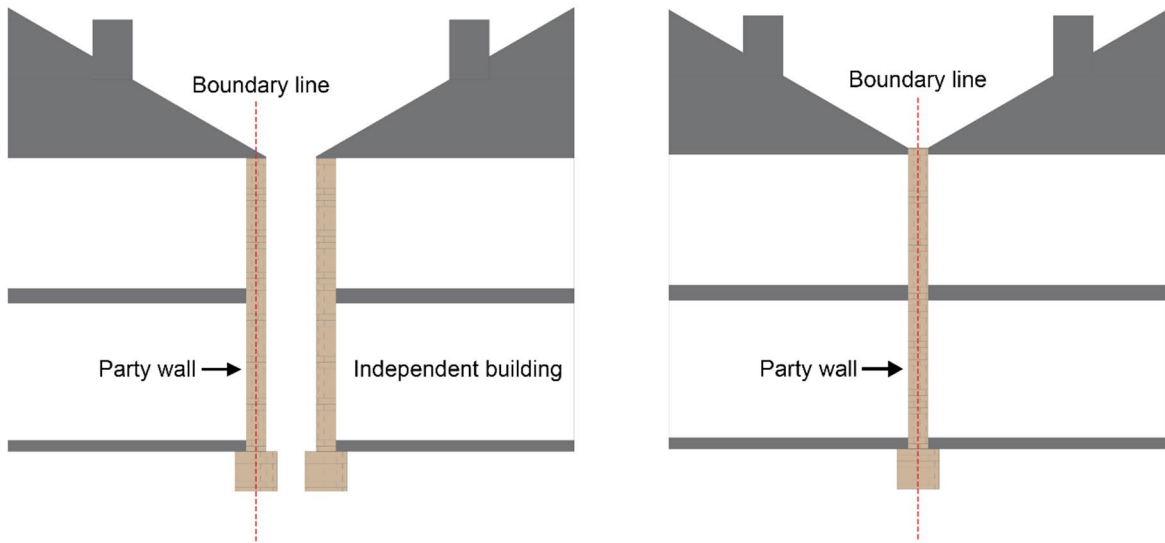 Boundary line
Party wall
Independent building
Boundary line
Party wall